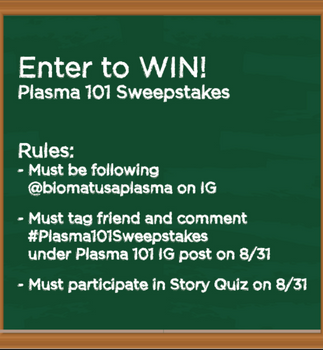 Enter to WIN!
Plasma 101 Sweepstakes
Rules:
- Must be following
@biomatusaplasma on IG
- Must tag friend and comment
#Plasma101Sweepstakes
under Plasma 101 IG post on 8/31
- Must participate in Story Quiz on 8/31